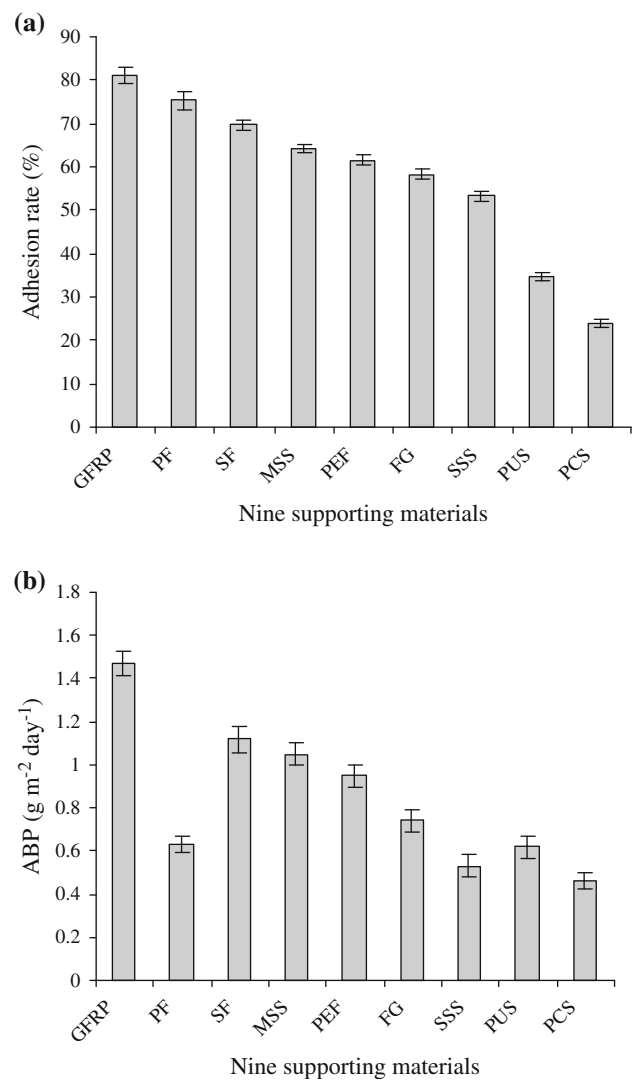 (a)
90
80
70
60
50
40
30
20
10
0
Adhesion rate (%)
GFRP PF SF MSS PEF FG SSS PUS PCS
Nine supporting materials
(b)
1.8
1.6
1.4
1.2
1
0.8
0.6
0.4
0.2
0
ABP (g m⁻² day⁻¹)
GFRP PF SF MSS PEF FG SSS PUS PCS
Nine supporting materials